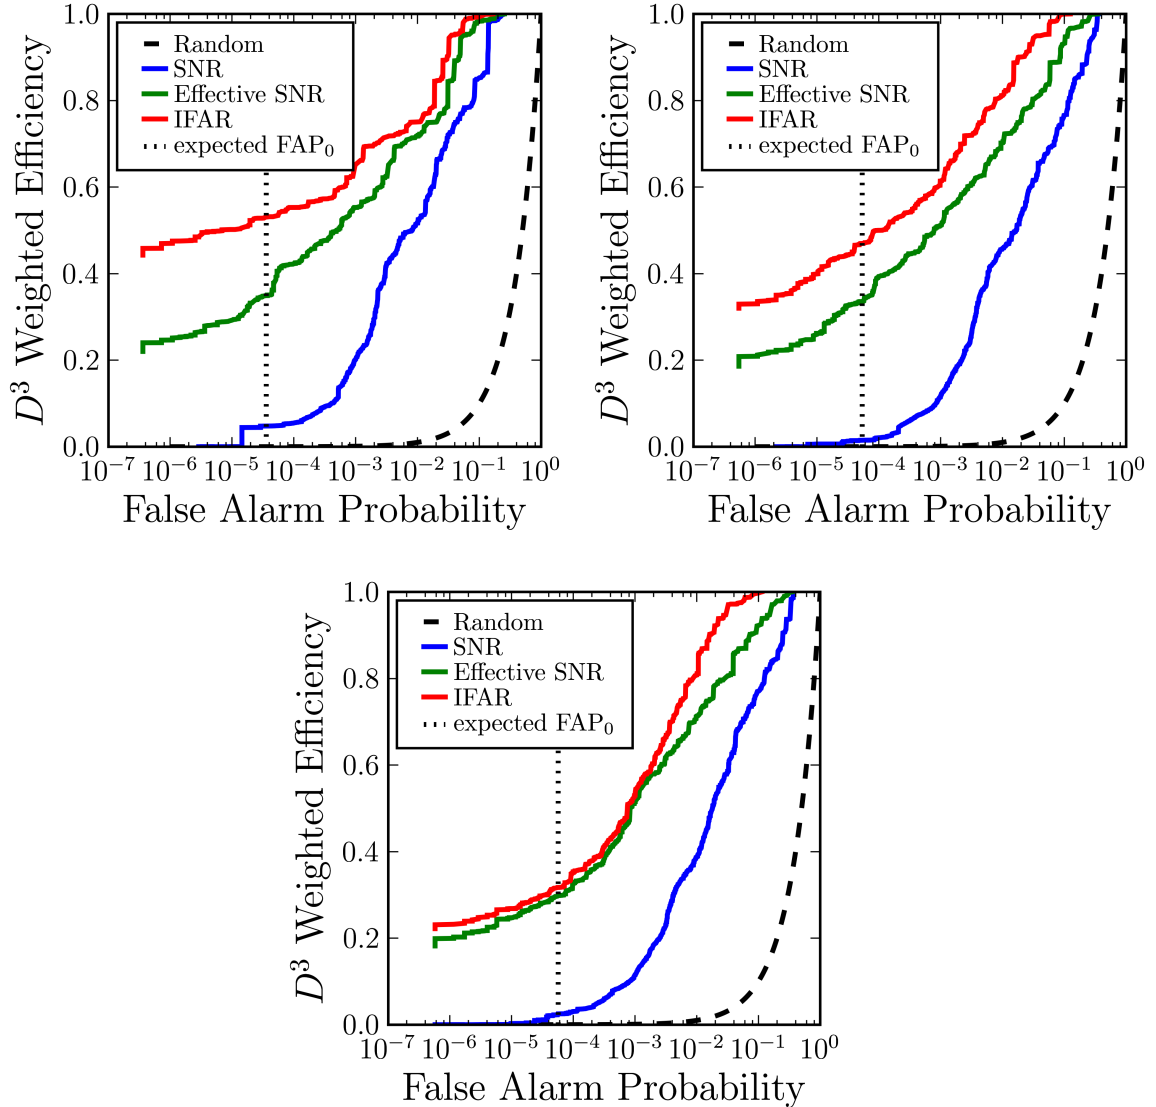 D³ Weighted Efficiency
1.0
0.8
0.6
0.4
0.2
0.0
Random
SNR
Effective SNR
IFAR
expected FAP₀
10⁻⁷ 10⁻⁶ 10⁻⁵ 10⁻⁴ 10⁻³ 10⁻² 10⁻¹ 10⁰
False Alarm Probability
D³ Weighted Efficiency
1.0
0.8
0.6
0.4
0.2
0.0
Random
SNR
Effective SNR
IFAR
expected FAP₀
10⁻⁷ 10⁻⁶ 10⁻⁵ 10⁻⁴ 10⁻³ 10⁻² 10⁻¹ 10⁰
False Alarm Probability
D³ Weighted Efficiency
1.0
0.8
0.6
0.4
0.2
0.0
Random
SNR
Effective SNR
IFAR
expected FAP₀
10⁻⁷ 10⁻⁶ 10⁻⁵ 10⁻⁴ 10⁻³ 10⁻² 10⁻¹ 10⁰
False Alarm Probability